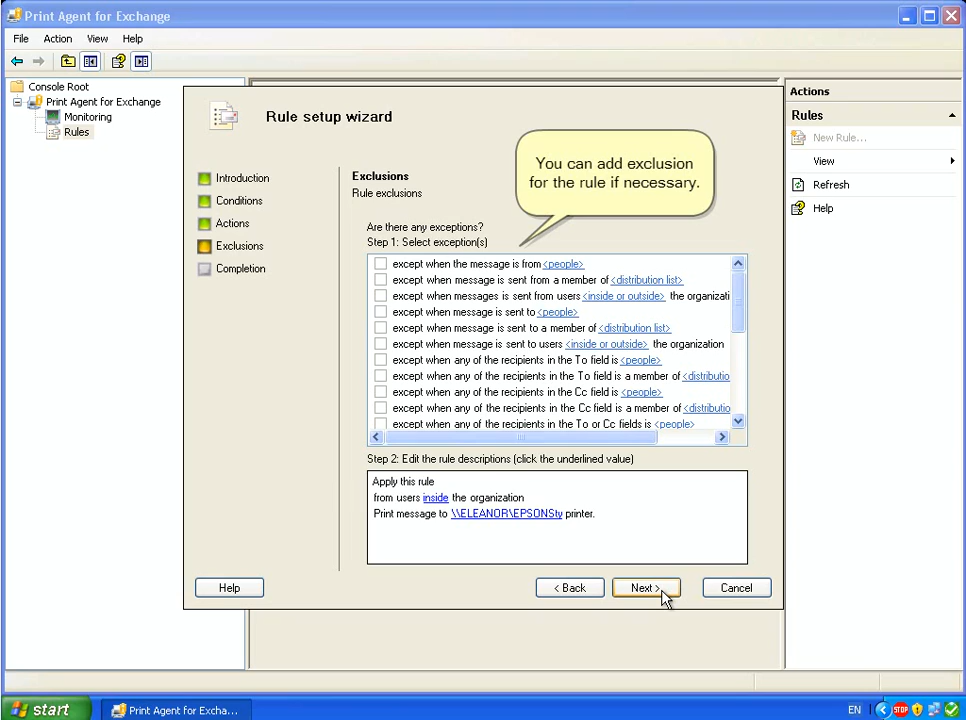 Print Agent for Exchange
File Action View Help
Console Root
Print Agent for Exchange
Monitoring
Rules
Rule setup wizard
You can add exclusion
for the rule if necessary.
Introduction
Conditions
Actions
Exclusions
Completion
Exclusions
Rule exclusions
Are there any exceptions?
Step 1: Select exception(s)
except when the message is from <people>
except when message is sent from a member of <distribution list>
except when messages is sent from users <inside or outside> the organizati
except when message is sent to <people>
except when message is sent to a member of <distribution list>
except when message is sent to users <inside or outside> the organization
except when any of the recipients in the To field is <people>
except when any of the recipients in the To field is a member of <distributio
except when any of the recipients in the Cc field is <people>
except when any of the recipients in the Cc field is a member of <distributio
except when any of the recipients in the To or Cc fields is <people>
Step 2: Edit the rule descriptions (click the underlined value)
Apply this rule
from users inside the organization
Print message to \\ELEANOR\EPSONSty printer.
Help
< Back
Next >
Cancel
Actions
Rules
New Rule...
View
Refresh
Help
start
Print Agent for Excha...
EN
STOP